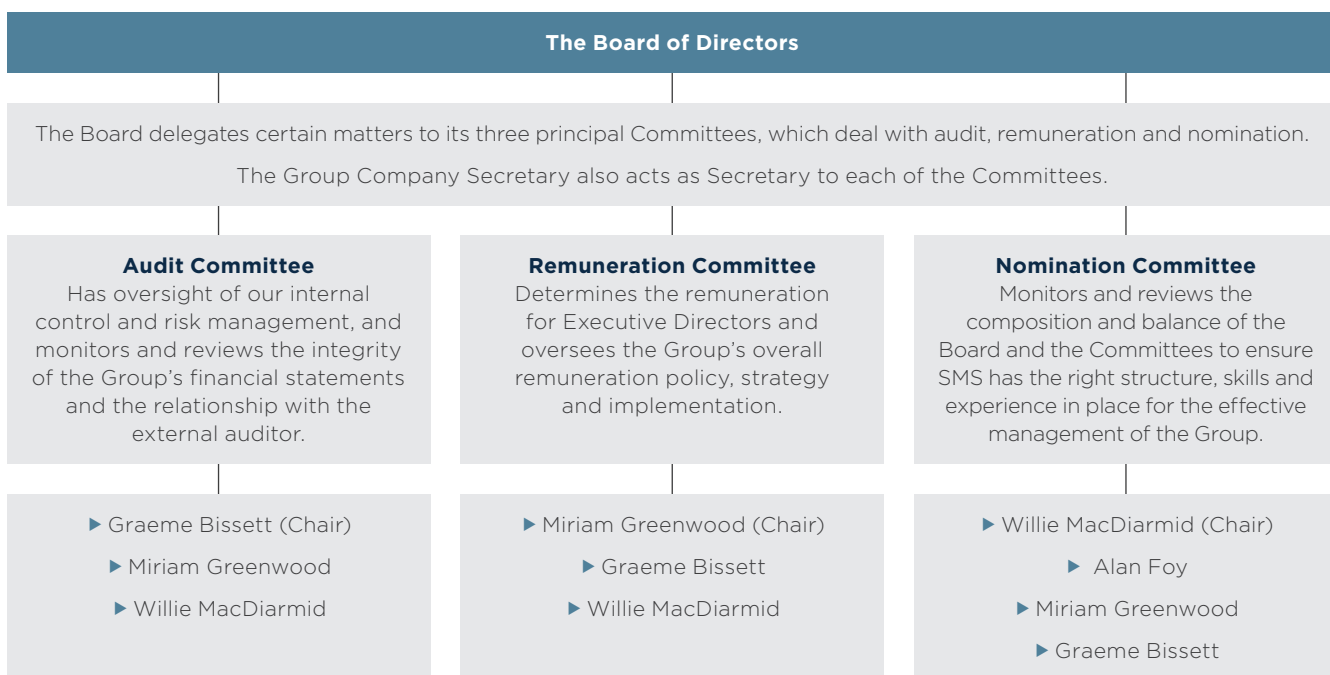 The Board of Directors
The Board delegates certain matters to its three principal Committees, which deal with audit, remuneration and nomination.
The Group Company Secretary also acts as Secretary to each of the Committees.
Audit Committee
Has oversight of our internal
control and risk management, and
monitors and reviews the integrity
of the Group's financial statements
and the relationship with the
external auditor.
▶ Graeme Bissett (Chair)
▶ Miriam Greenwood
▶ Willie MacDiarmid
Remuneration Committee
Determines the remuneration
for Executive Directors and
oversees the Group's overall
remuneration policy, strategy
and implementation.
▶ Miriam Greenwood (Chair)
▶ Graeme Bissett
▶ Willie MacDiarmid
Nomination Committee
Monitors and reviews the
composition and balance of the
Board and the Committees to ensure
SMS has the right structure, skills and
experience in place for the effective
management of the Group.
▶ Willie MacDiarmid (Chair)
▶ Alan Foy
▶ Miriam Greenwood
▶ Graeme Bissett